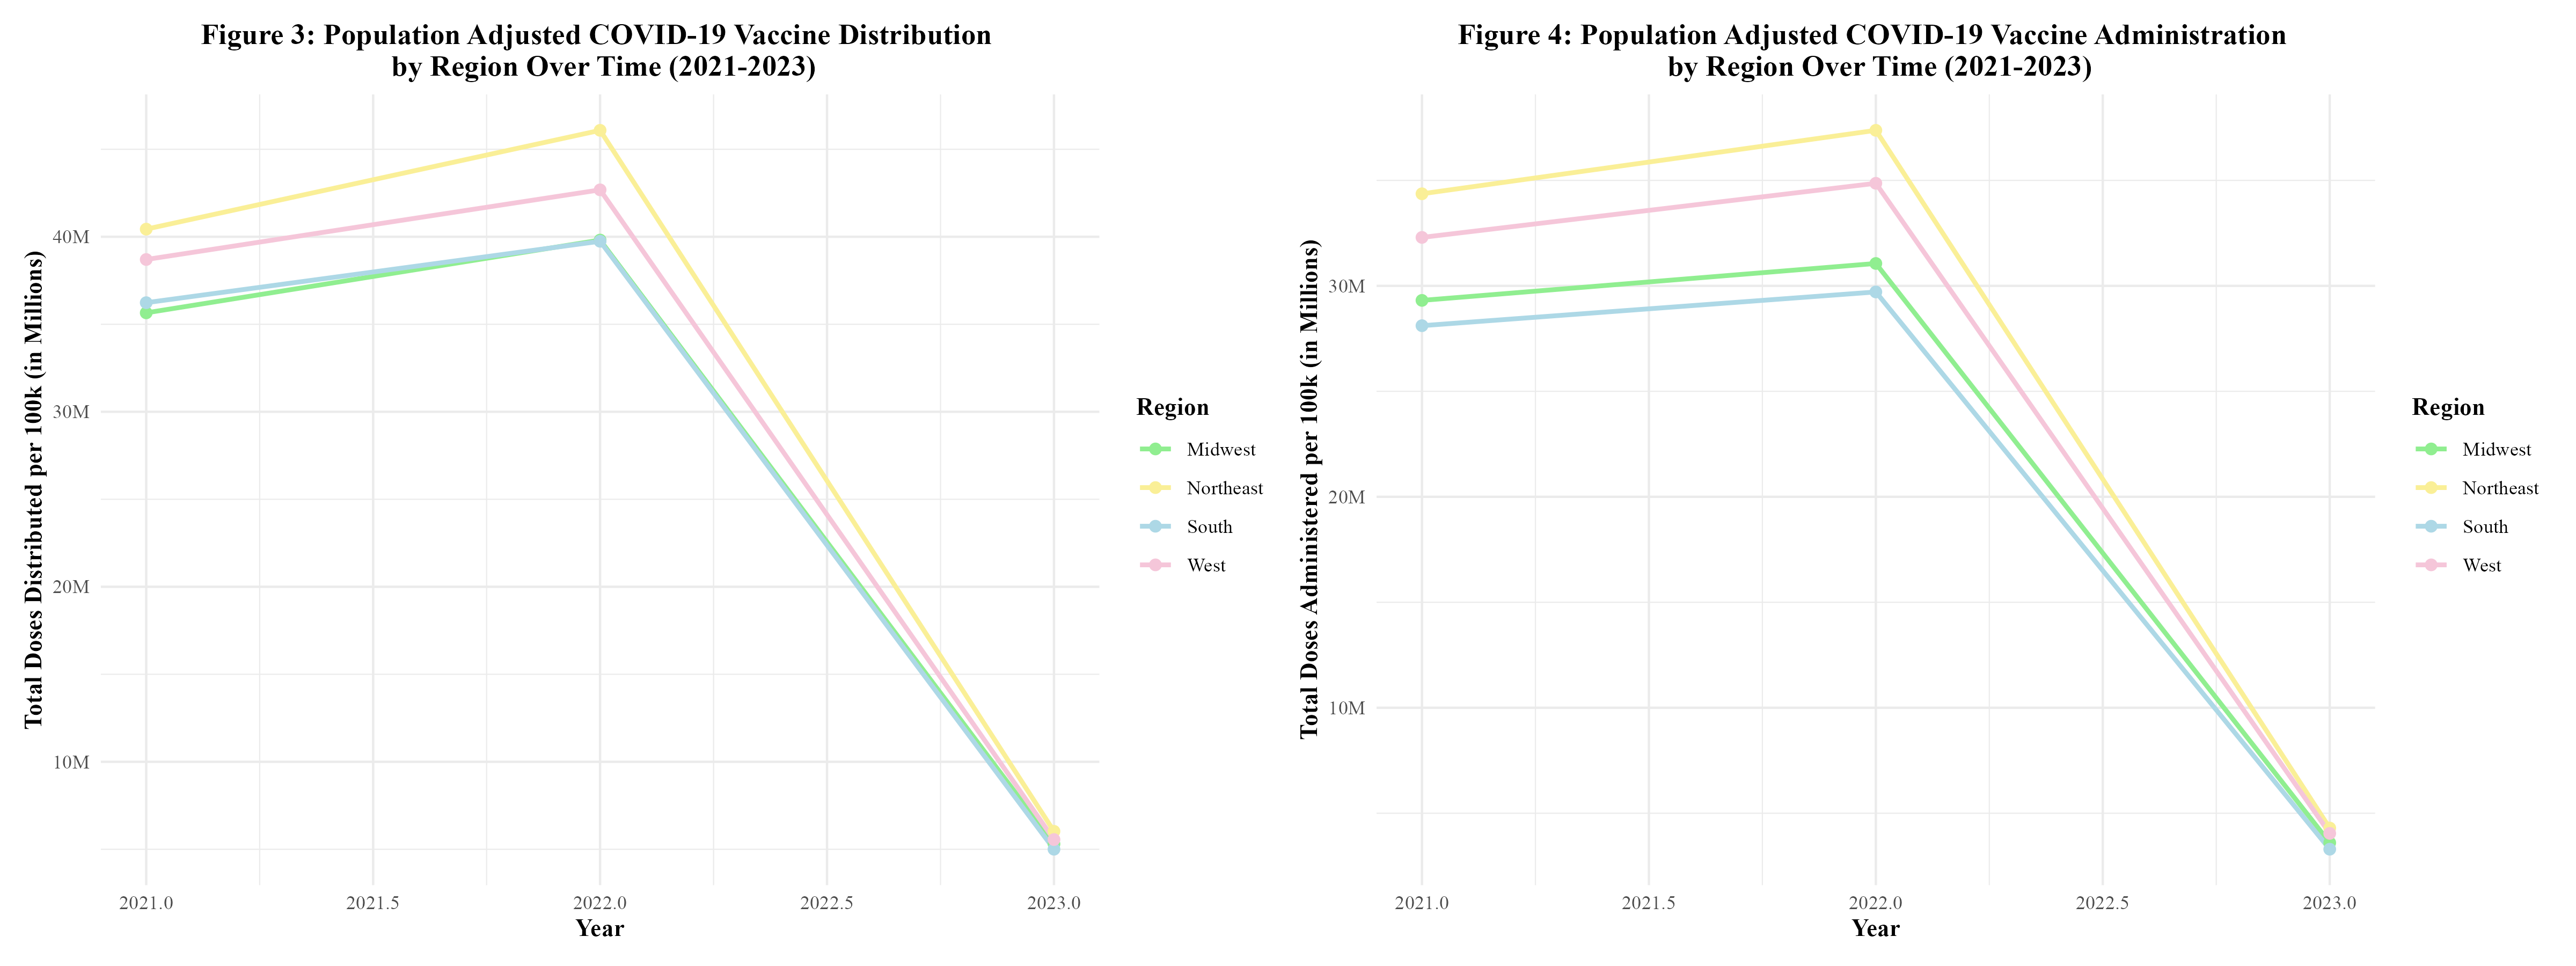 Figure 3: Population Adjusted COVID-19 Vaccine Distribution
by Region Over Time (2021-2023)
Total Doses Distributed per 100k (in Millions)
40M
30M
20M
10M
2021.0
2021.5
2022.0
2022.5
2023.0
Year
Region
Midwest
Northeast
South
West
Figure 4: Population Adjusted COVID-19 Vaccine Administration
by Region Over Time (2021-2023)
Total Doses Administered per 100k (in Millions)
30M
20M
10M
2021.0
2021.5
2022.0
2022.5
2023.0
Year
Region
Midwest
Northeast
South
West